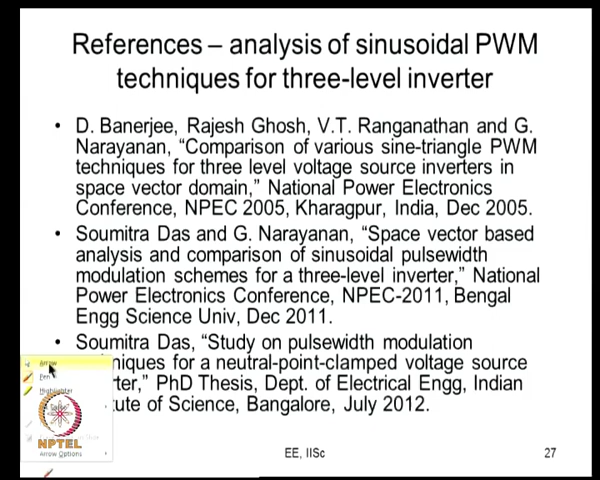 References – analysis of sinusoidal PWM
techniques for three-level inverter
• D. Banerjee, Rajesh Ghosh, V.T. Ranganathan and G.
Narayanan, “Comparison of various sine-triangle PWM
techniques for three level voltage source inverters in
space vector domain,” National Power Electronics
Conference, NPEC 2005, Kharagpur, India, Dec 2005.
• Soumitra Das and G. Narayanan, “Space vector based
analysis and comparison of sinusoidal pulsewidth
modulation schemes for a three-level inverter,” National
Power Electronics Conference, NPEC-2011, Bengal
Engg Science Univ, Dec 2011.
• Soumitra Das, “Study on pulsewidth modulation
niques for a neutral-point-clamped voltage source
rter,” PhD Thesis, Dept. of Electrical Engg, Indian
tute of Science, Bangalore, July 2012.
Arrow
Pen
Highlighter
NPTEL
Arrow Options
EE, IISc
27